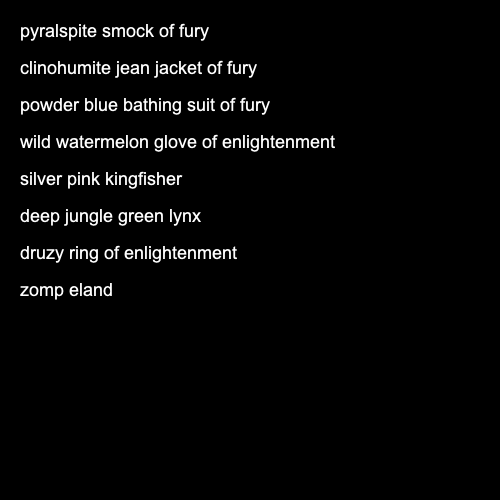 pyralspite smock of fury
clinohumite jean jacket of fury
powder blue bathing suit of fury
wild watermelon glove of enlightenment
silver pink kingfisher
deep jungle green lynx
druzy ring of enlightenment
zomp eland